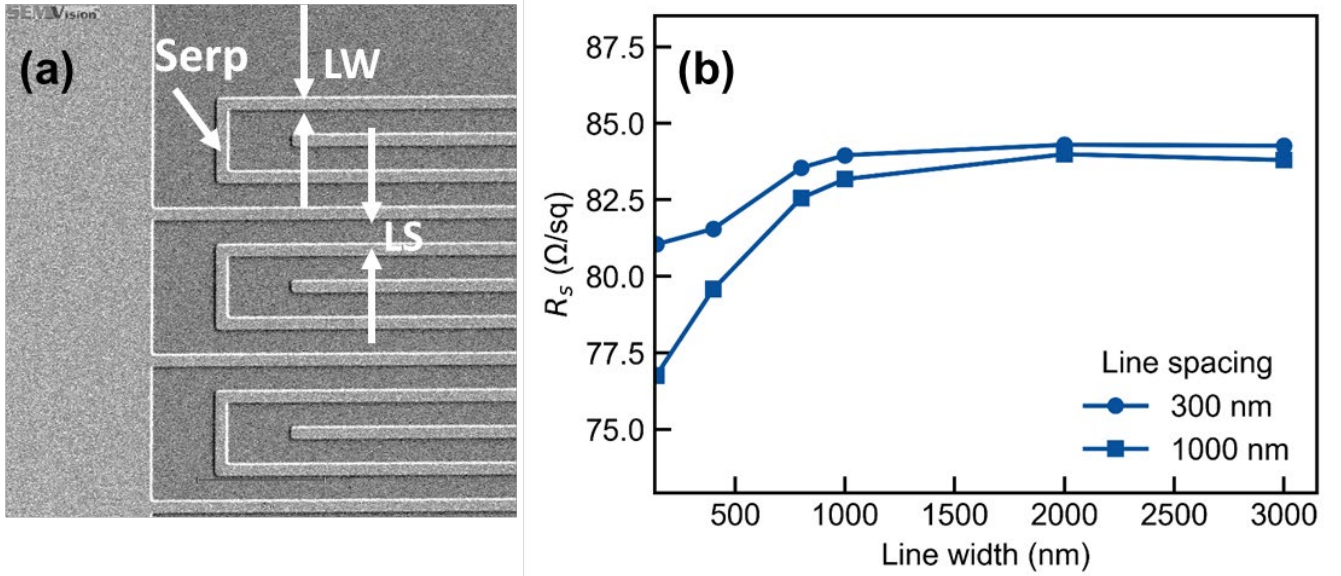 SEMVision
(a)
Serp
LW
LS
(b)
87.5
85.0
82.5
80.0
77.5
75.0
Rs (Ω/sq)
Line spacing
300 nm
1000 nm
500 1000 1500 2000 2500 3000
Line width (nm)